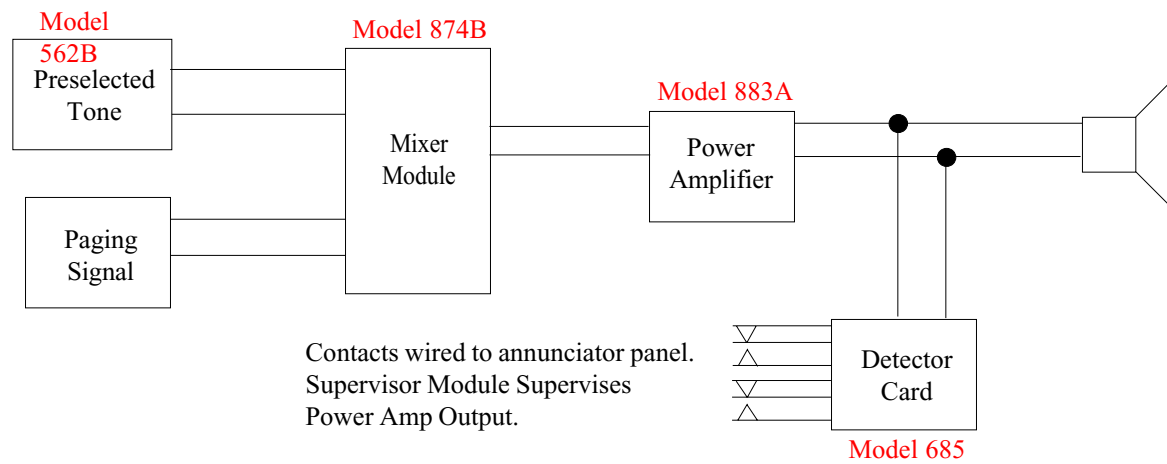 Model
562B
Preselected
Tone
Model 874B
Mixer
Module
Model 883A
Power
Amplifier
Paging
Signal
Contacts wired to annunciator panel.
Supervisor Module Supervises
Power Amp Output.
Detector
Card
Model 685